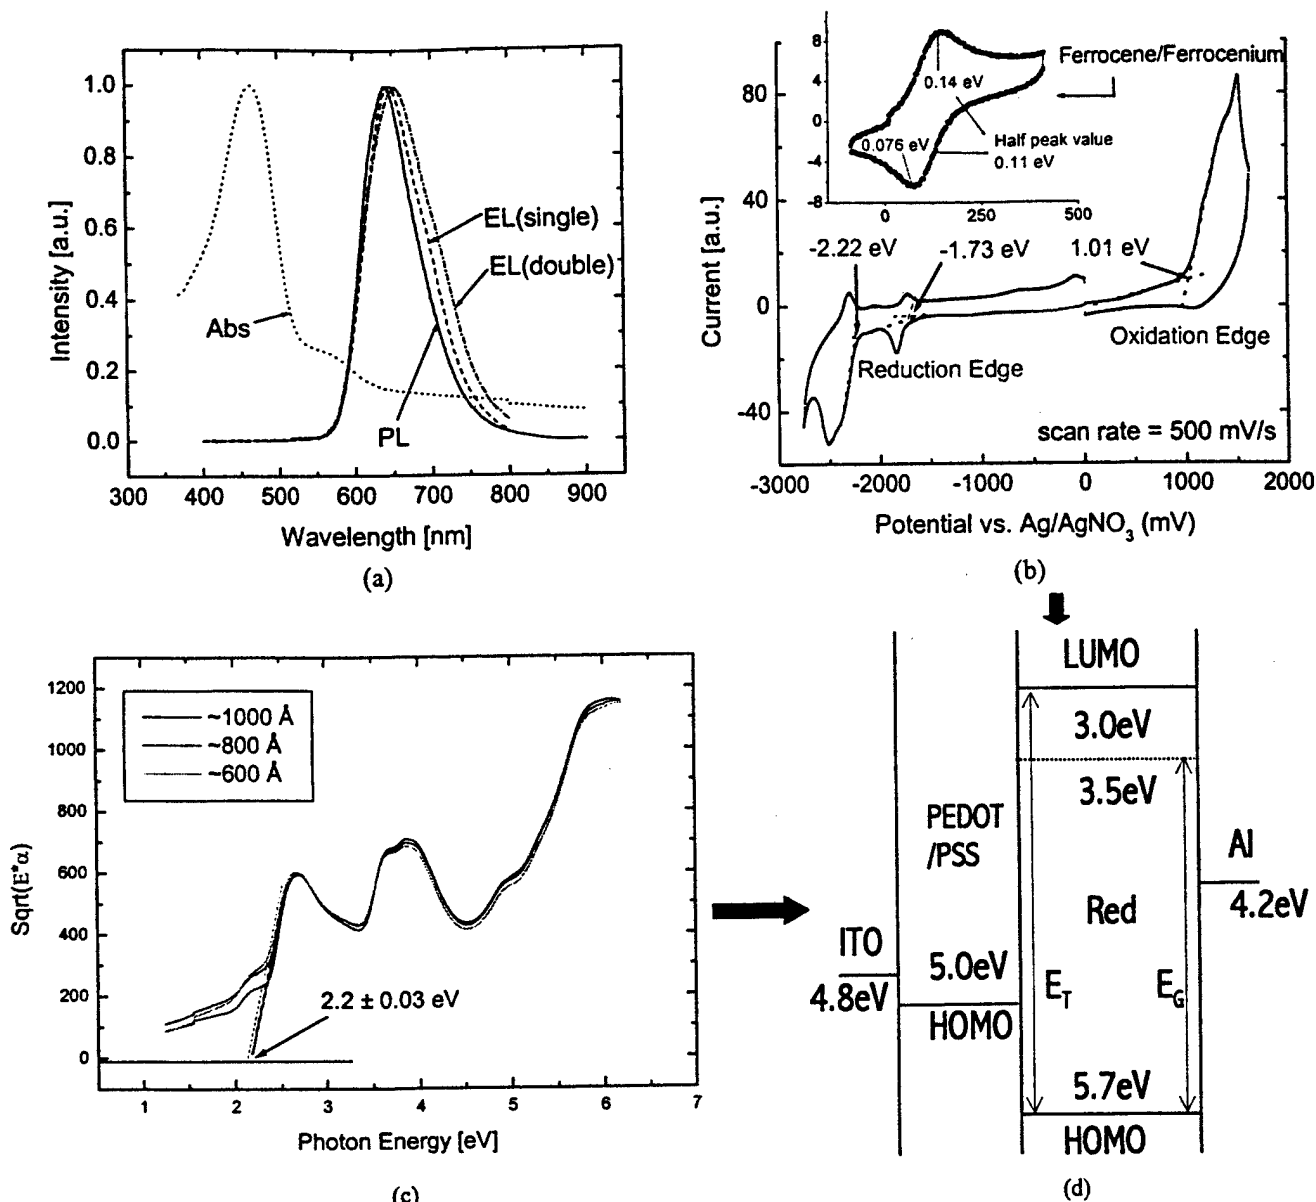 1.0
0.8
0.6
0.4
0.2
0.0
Intensity [a.u.]
EL(single)
EL(double)
Abs
PL
300 400 500 600 700 800 900
Wavelength [nm]
(a)
8
4
0
-4
-8
0 250 500
0.14 eV
0.076 eV
Half peak value
0.11 eV
Ferrocene/Ferrocenium
80
40
0
-40
Current [a.u.]
-2.22 eV
-1.73 eV
1.01 eV
Oxidation Edge
Reduction Edge
scan rate = 500 mV/s
-3000 -2000 -1000 0 1000 2000
Potential vs. Ag/AgNO₃ (mV)
(b)
1200
1000
800
600
400
200
0
Sqrt(E*α)
~1000 Å
~800 Å
~600 Å
2.2 ± 0.03 eV
1 2 3 4 5 6 7
Photon Energy [eV]
(c)
LUMO
3.0eV
3.5eV
PEDOT
/PSS
Al
4.2eV
Red
ITO
4.8eV
5.0eV
HOMO
E_T
E_G
5.7eV
HOMO
(d)